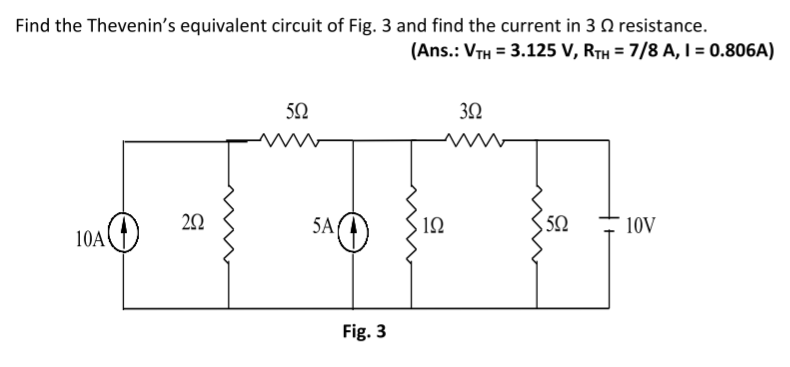 Find the Thevenin’s equivalent circuit of Fig. 3 and find the current in 3 Ω resistance.
(Ans.: VTH = 3.125 V, RTH = 7/8 A, I = 0.806A)
5Ω
3Ω
10A
2Ω
5A
1Ω
5Ω
10V
Fig. 3